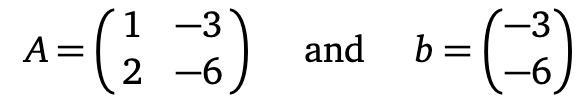 A = ( 1 −3 ; 2 −6 ) and b = ( −3 ; −6 )